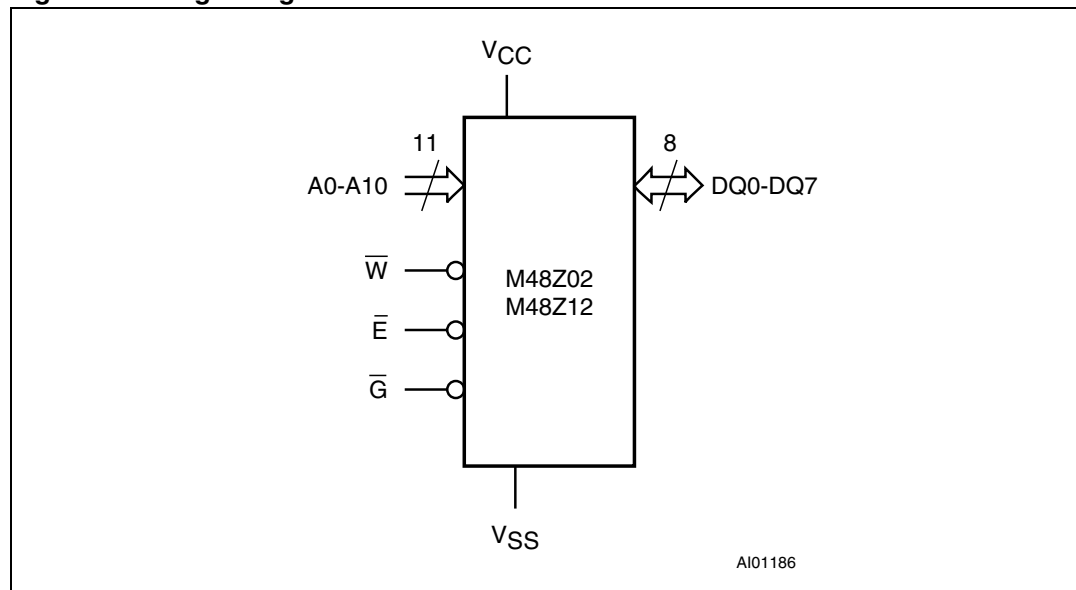 VCC
11
8
A0-A10
DQ0-DQ7
W
M48Z02
M48Z12
E
G
VSS
AI01186